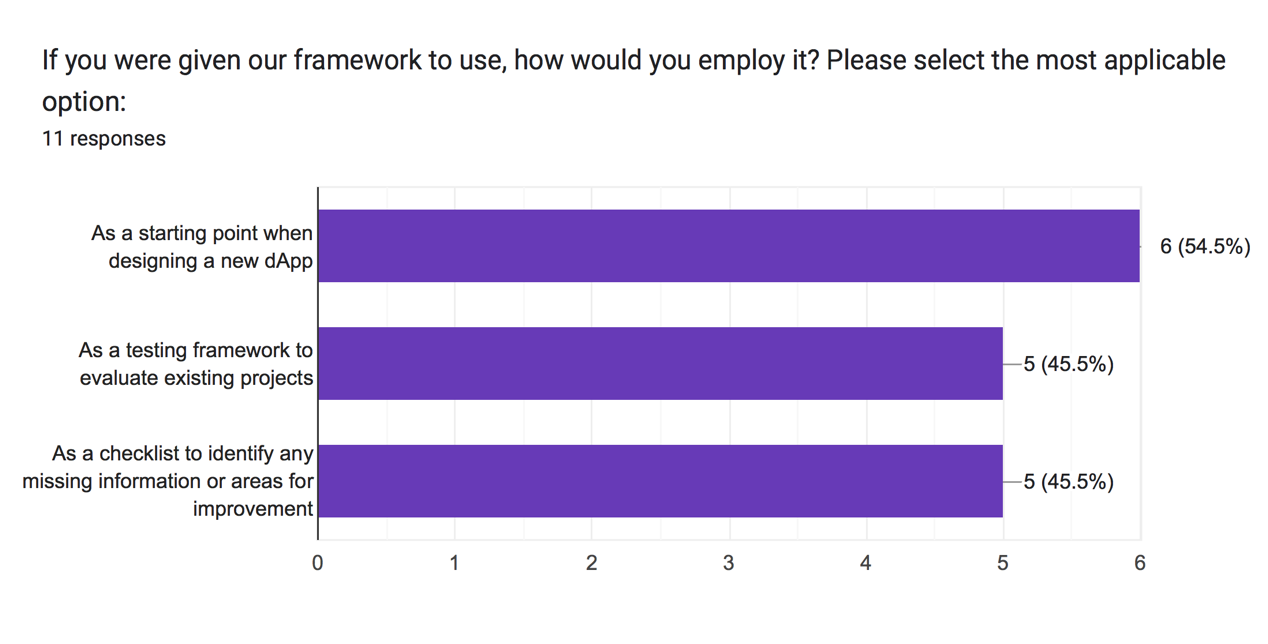 If you were given our framework to use, how would you employ it? Please select the most applicable
option:
11 responses
As a starting point when
designing a new dApp
6 (54.5%)
As a testing framework to
evaluate existing projects
5 (45.5%)
As a checklist to identify any
missing information or areas for
improvement
5 (45.5%)
0 1 2 3 4 5 6